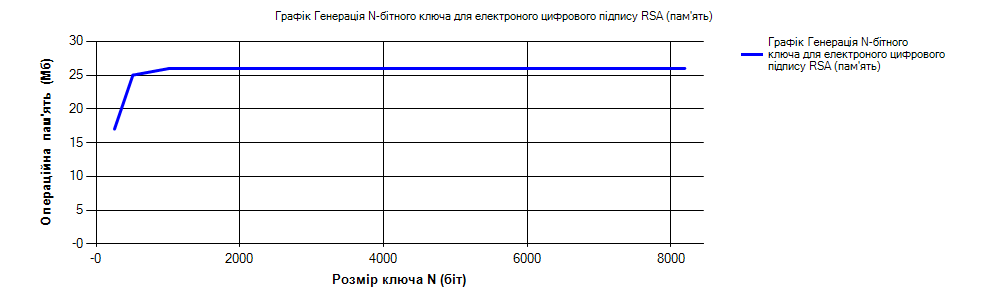 Графік Генерація N-бітного ключа для електроного цифрового підпису RSA (пам'ять)
30
25
20
15
10
5
-0
Операційна пам'ять (Мб)
-0
2000
4000
6000
8000
Розмір ключа N (біт)
Графік Генерація N-бітного
ключа для електроного цифрового
підпису RSA (пам'ять)